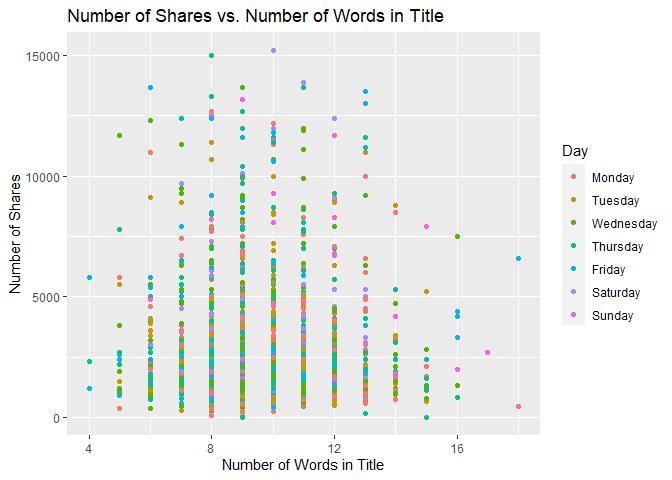 Number of Shares vs. Number of Words in Title
15000
10000
5000
0
Number of Shares
4
8
12
16
Number of Words in Title
Day
Monday
Tuesday
Wednesday
Thursday
Friday
Saturday
Sunday